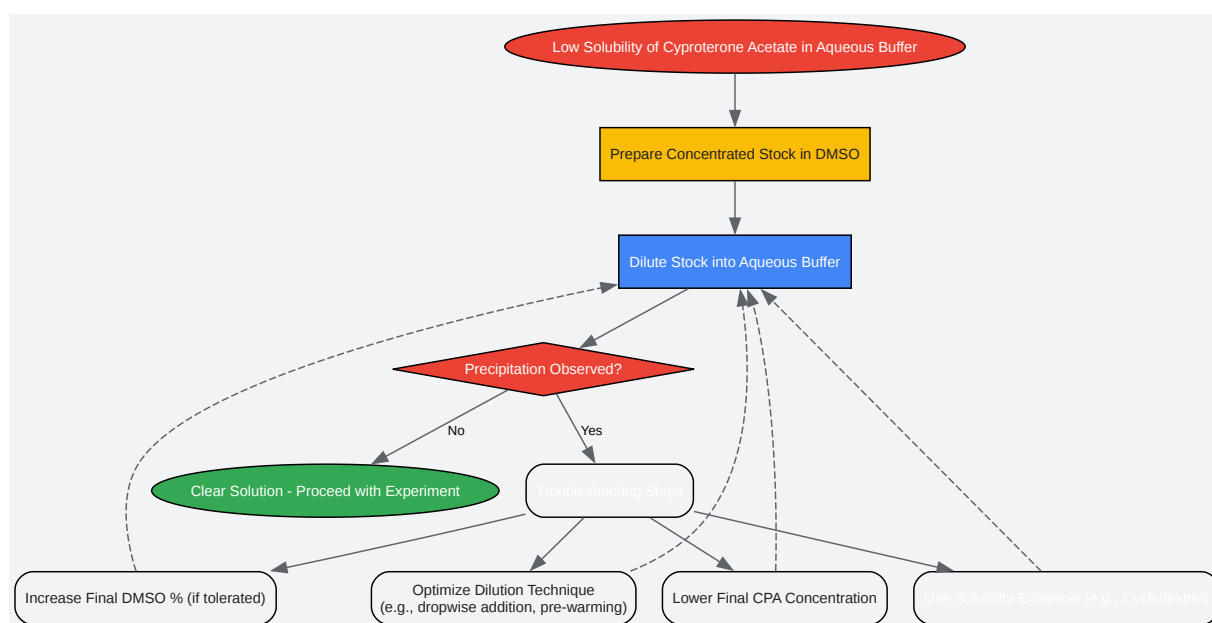 Low Solubility of Cyproterone Acetate in Aqueous Buffer
Prepare Concentrated Stock in DMSO
Dilute Stock into Aqueous Buffer
Precipitation Observed?
No
Yes
Clear Solution - Proceed with Experiment
Troubleshooting Steps
Increase Final DMSO % (if tolerated)
Optimize Dilution Technique
(e.g., dropwise addition, pre-warming)
Lower Final CPA Concentration
Use Solubility Enhancer (e.g., Cyclodextrin)